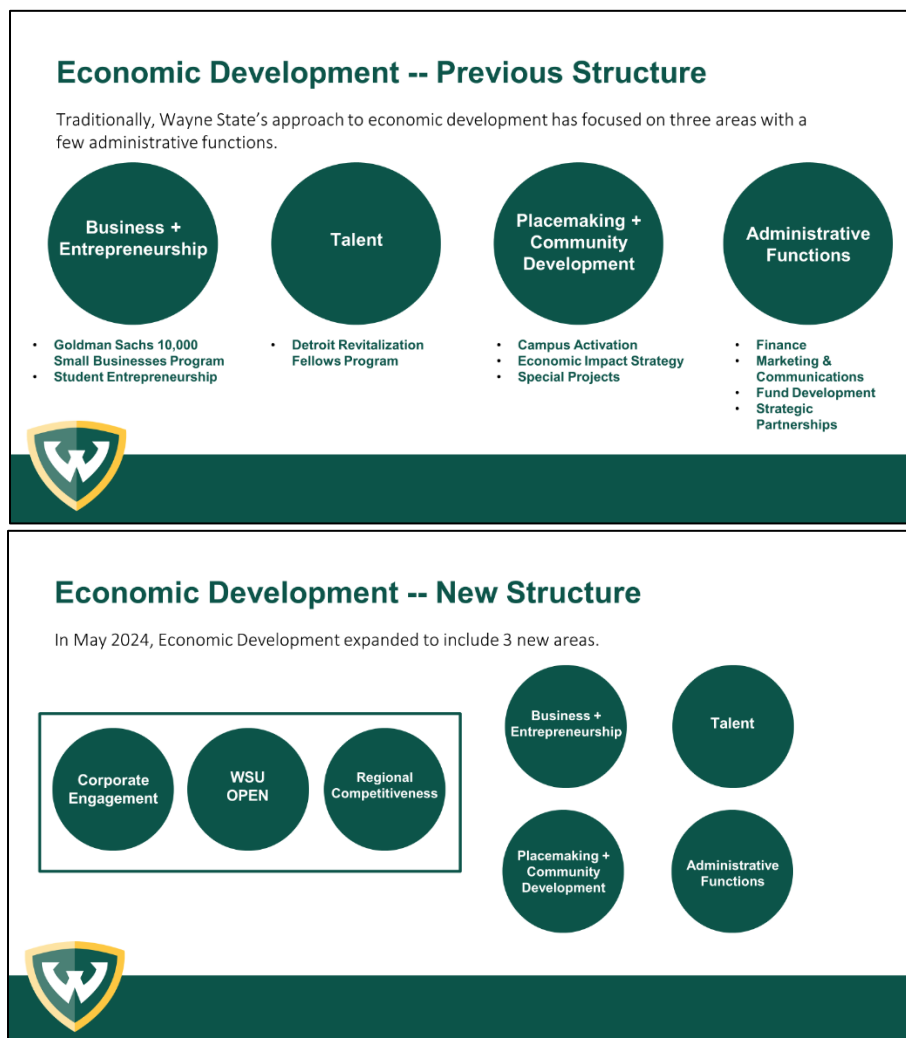 Economic Development -- Previous Structure
Traditionally, Wayne State’s approach to economic development has focused on three areas with a
few administrative functions.
Business +
Entrepreneurship
Talent
Placemaking +
Community
Development
Administrative
Functions
• Goldman Sachs 10,000
Small Businesses Program
• Student Entrepreneurship
• Detroit Revitalization
Fellows Program
• Campus Activation
• Economic Impact Strategy
• Special Projects
• Finance
• Marketing &
Communications
• Fund Development
• Strategic
Partnerships
W
Economic Development -- New Structure
In May 2024, Economic Development expanded to include 3 new areas.
Corporate
Engagement
WSU
OPEN
Regional
Competitiveness
Business +
Entrepreneurship
Talent
Placemaking +
Community
Development
Administrative
Functions
W